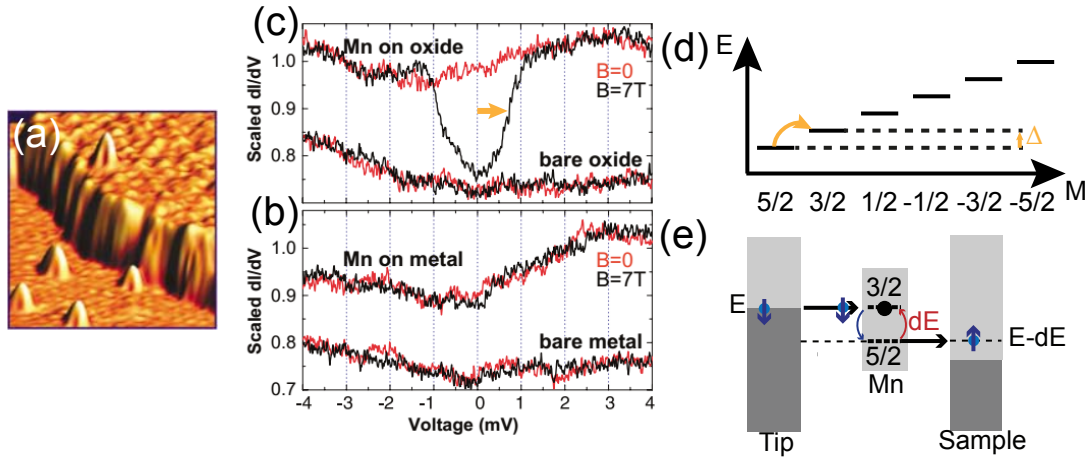 (a)
(c)
Mn on oxide
B=0
B=7T
bare oxide
Scaled dI/dV
1.0
0.9
0.8
(b)
Mn on metal
B=0
B=7T
bare metal
Scaled dI/dV
1.0
0.9
0.8
0.7
-4 -3 -2 -1 0 1 2 3 4
Voltage (mV)
(d)
E
Δ
M
5/2 3/2 1/2 -1/2 -3/2 -5/2
(e)
E
3/2
dE
5/2
E-dE
Mn
Tip
Sample